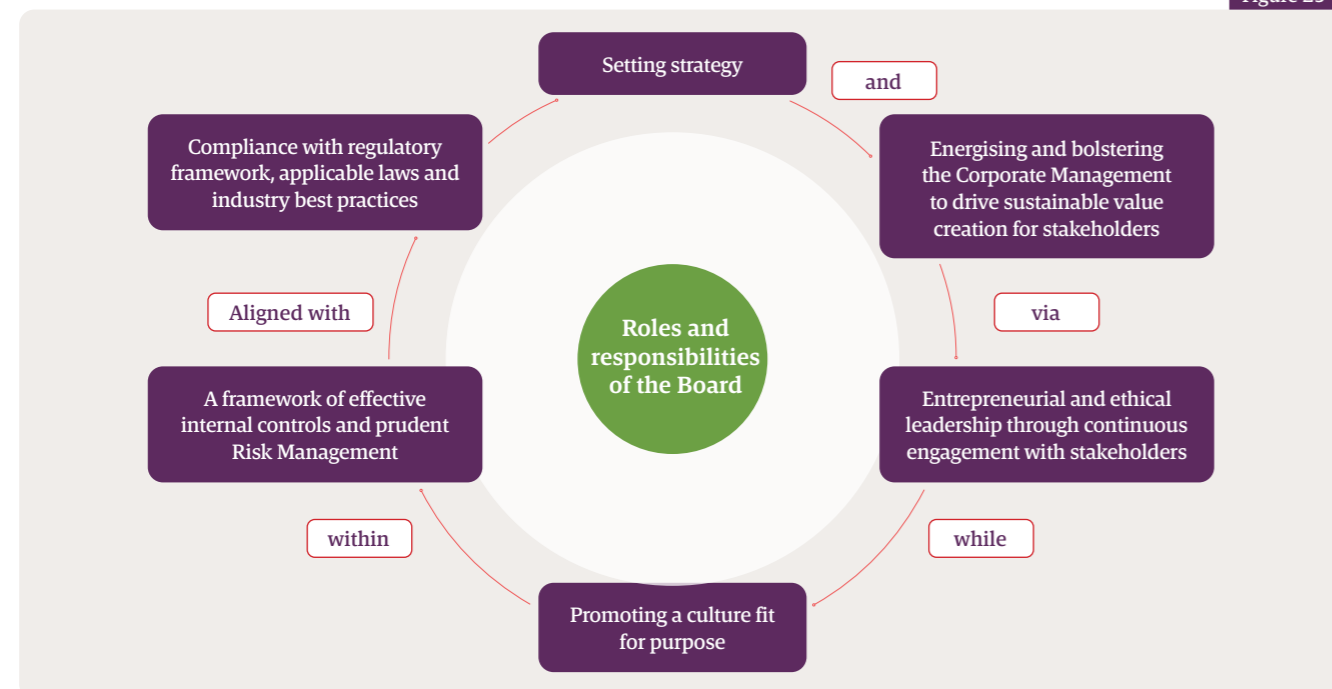 Setting strategy
and
Energising and bolstering
the Corporate Management
to drive sustainable value
creation for stakeholders
via
Entrepreneurial and ethical
leadership through continuous
engagement with stakeholders
while
Promoting a culture fit
for purpose
within
A framework of effective
internal controls and prudent
Risk Management
Aligned with
Compliance with regulatory
framework, applicable laws and
industry best practices
Roles and
responsibilities
of the Board